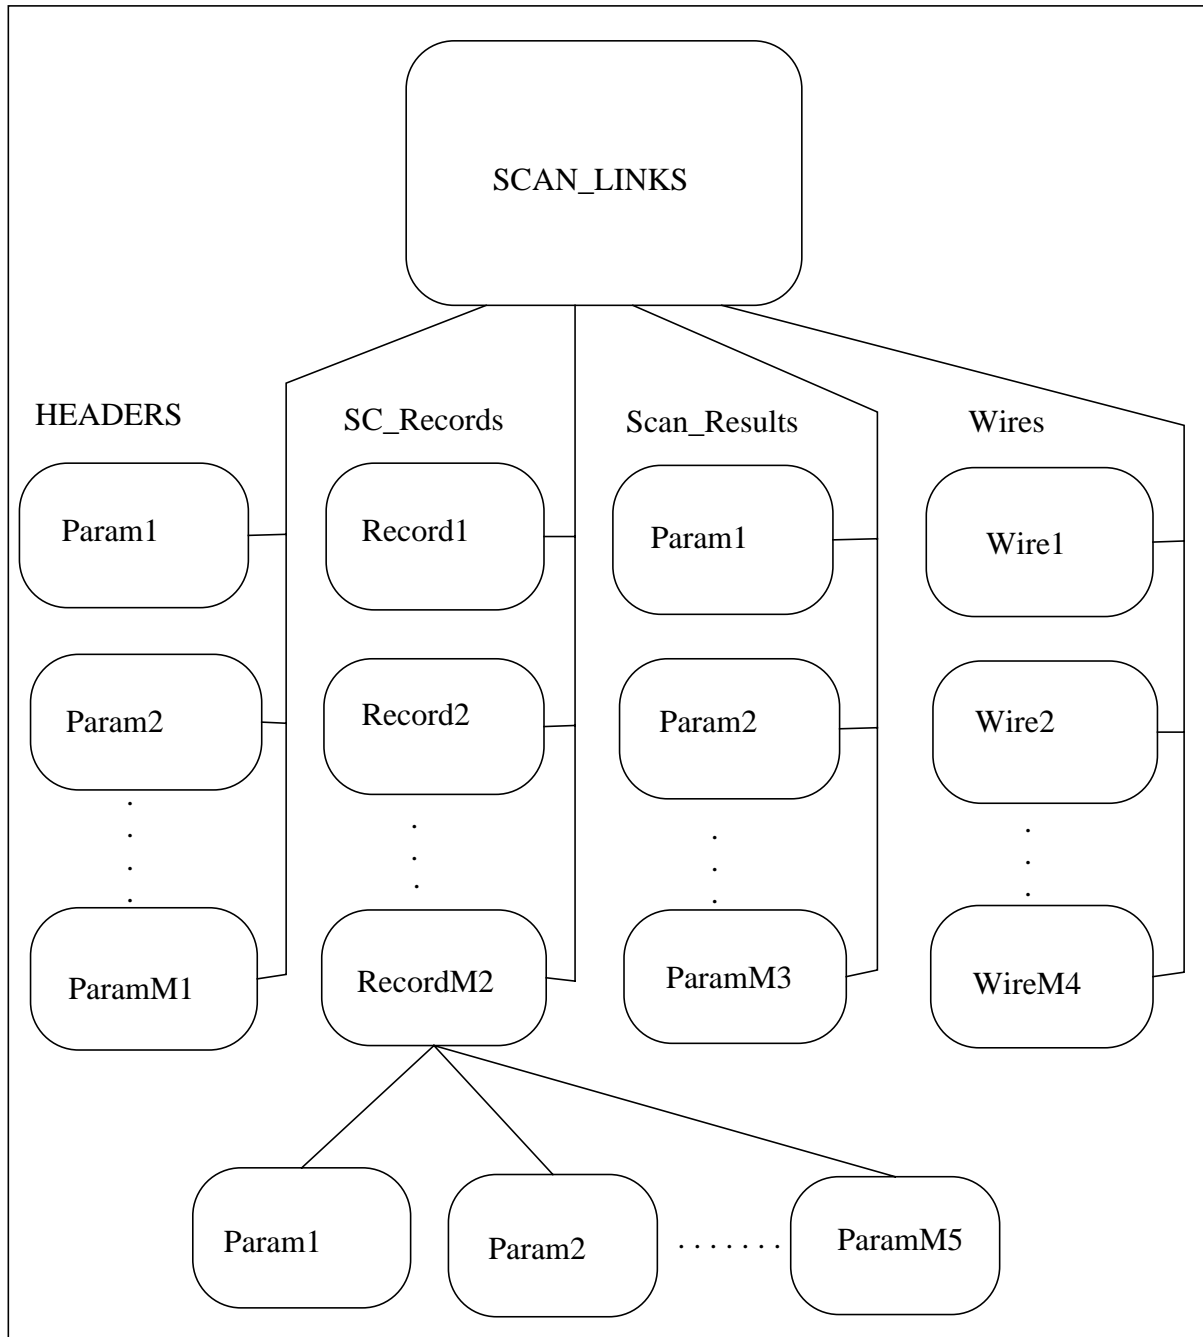 SCAN_LINKS
HEADERS
SC_Records
Scan_Results
Wires
Param1
Record1
Param1
Wire1
Param2
Record2
Param2
Wire2
. . . .
. . .
. . .
. . .
ParamM1
RecordM2
ParamM3
WireM4
Param1
Param2
. . . . . . .
ParamM5